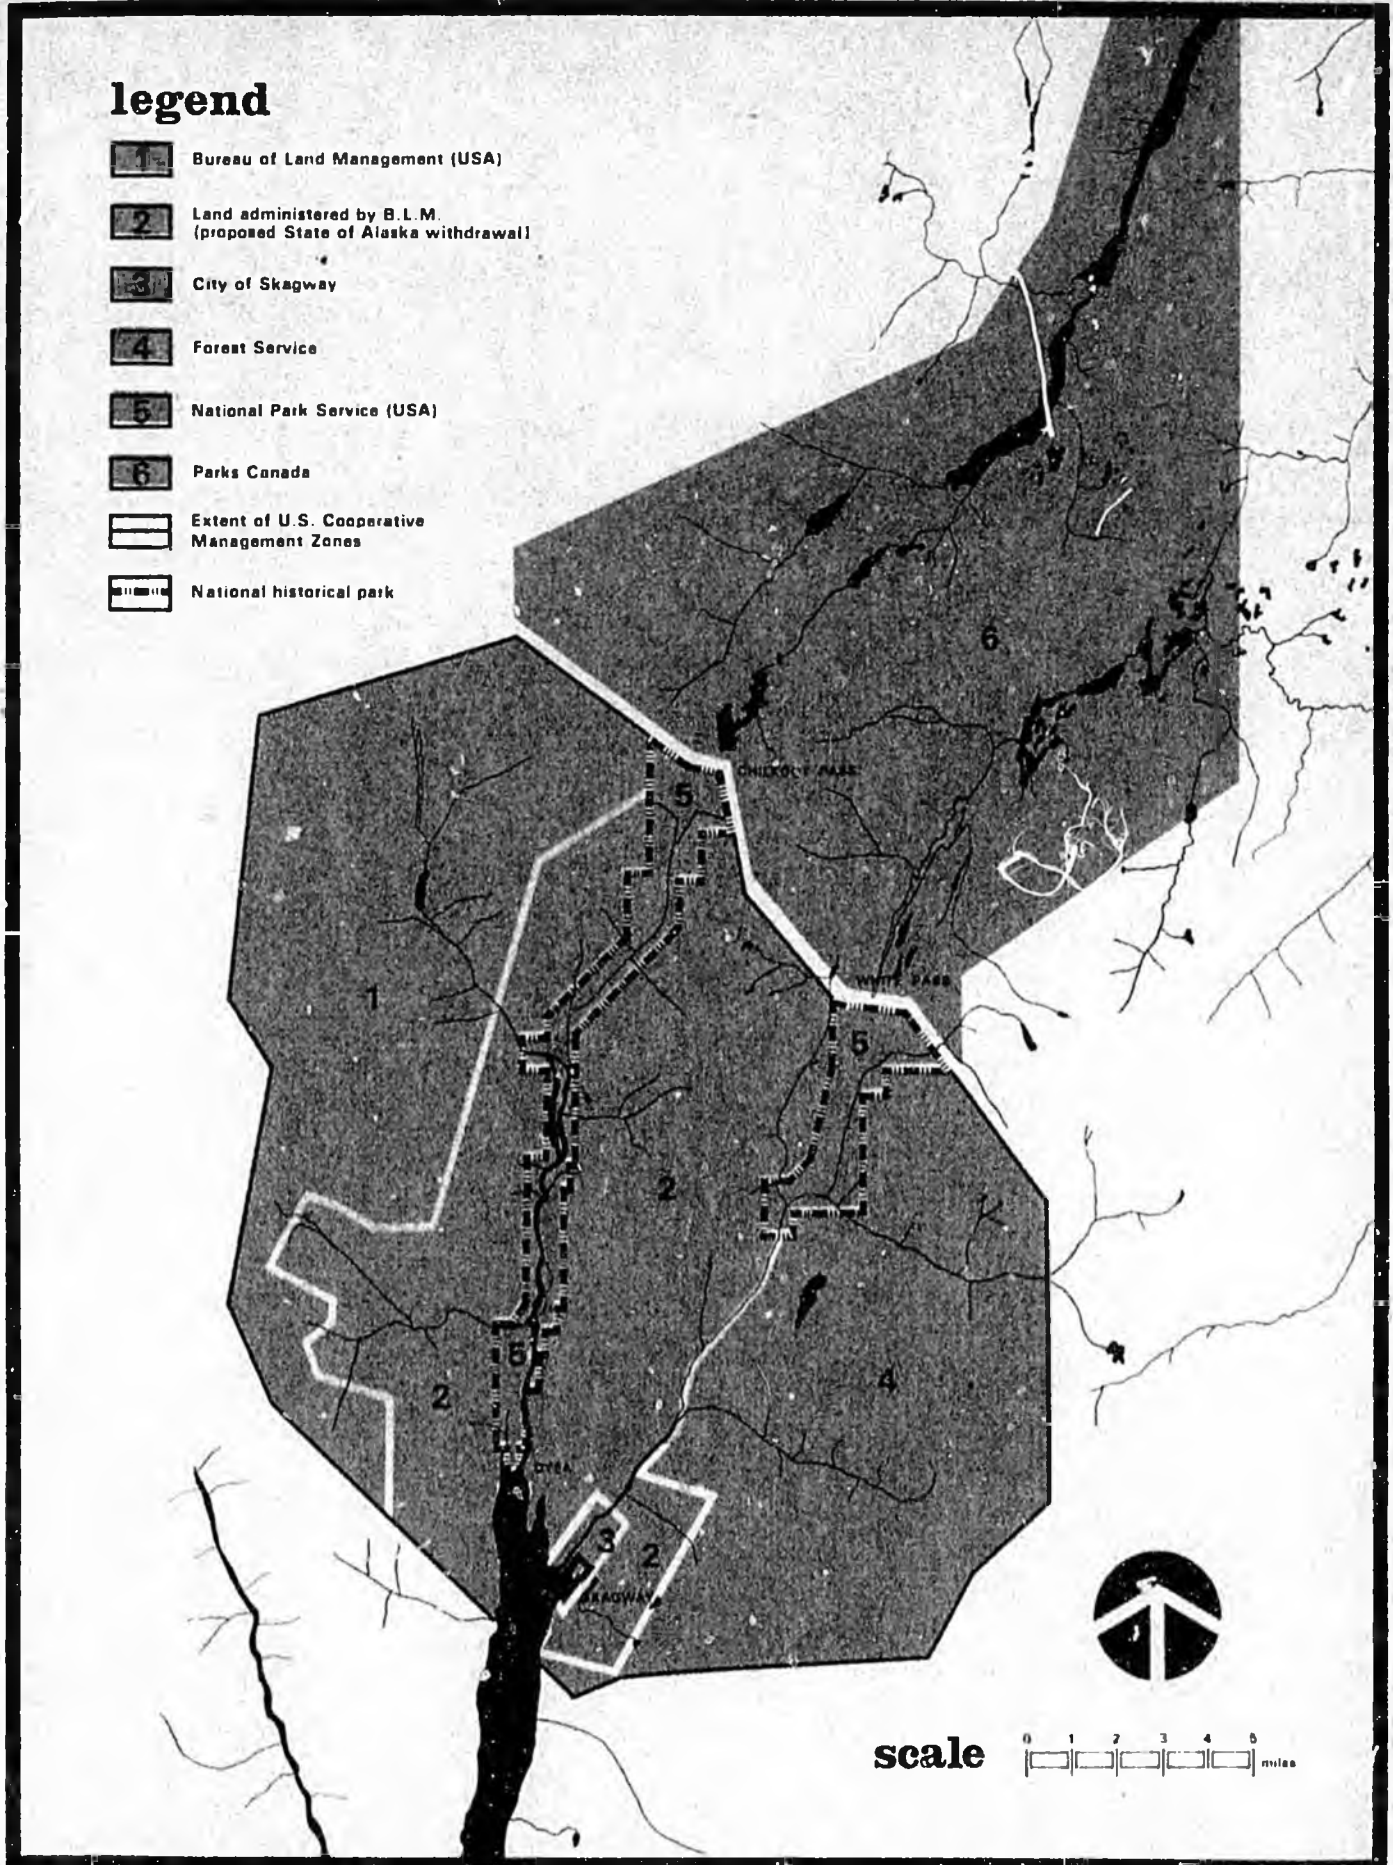 legend
1
Bureau of Land Management (USA)
2
Land administered by B.L.M.
(proposed State of Alaska withdrawal)
3
City of Skagway
4
Forest Service
5
National Park Service (USA)
6
Parks Canada
Extent of U.S. Cooperative
Management Zones
National historical park
6
CHILKOOT PASS
5
WHITE PASS
1
5
2
5
4
2
DYEA
3
2
SKAGWAY
scale
0 1 2 3 4 5
miles